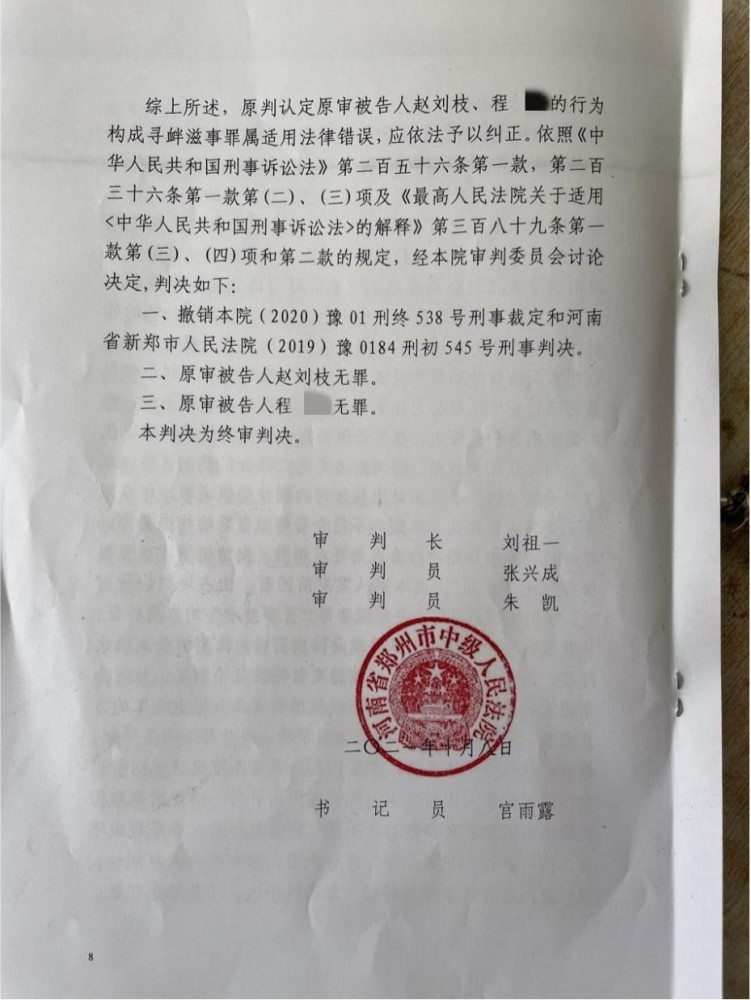 综上所述，原判认定原审被告人赵刘枝、程 的行为
构成寻衅滋事罪属适用法律错误，应依法予以纠正。依照《中
华人民共和国刑事诉讼法》第二百五十六条第一款，第二百
三十六条第一款第(二)、(三)项及《最高人民法院关于适用
<中华人民共和国刑事诉讼法>的解释》第三百八十九条第一
款第(三)、(四)项和第二款的规定，经本院审判委员会讨论
决定,判决如下:
一、撤销本院(2020)豫01刑终538号刑事裁定和河南
省新郑市人民法院(2019)豫0184刑初545号刑事判决。
二、原审被告人赵刘枝无罪。
三、原审被告人程 无罪。
本判决为终审判决。
审 判 长 刘祖一
审 判 员 张兴成
审 判 员 朱 凯
河南省郑州市中级人民法院
二〇二 年十月八日
书 记 员 宫雨露
8